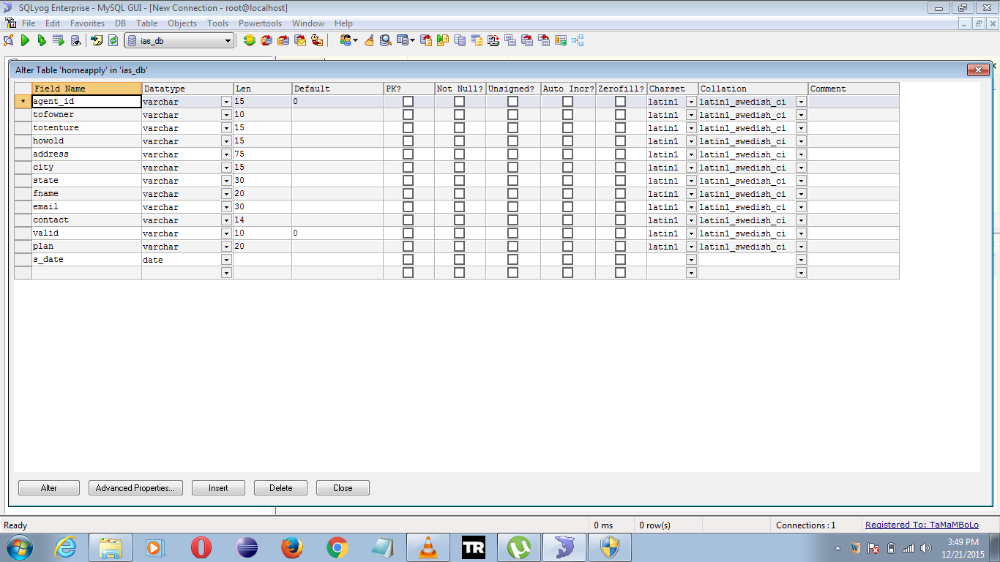 SQLyog Enterprise - MySQL GUI - [New Connection - root@localhost]
File Edit Favorites DB Table Objects Tools Powertools Window Help
ias_db
Alter Table 'homeapply' in 'ias_db'
Field Name Datatype Len Default PK? Not Null? Unsigned? Auto Incr? Zerofill? Charset Collation Comment
* agent_id varchar 15 0 latin1 latin1_swedish_ci
tofowner varchar 10 latin1 latin1_swedish_ci
totenture varchar 15 latin1 latin1_swedish_ci
howold varchar 15 latin1 latin1_swedish_ci
address varchar 75 latin1 latin1_swedish_ci
city varchar 15 latin1 latin1_swedish_ci
state varchar 30 latin1 latin1_swedish_ci
fname varchar 20 latin1 latin1_swedish_ci
email varchar 30 latin1 latin1_swedish_ci
contact varchar 14 latin1 latin1_swedish_ci
valid varchar 10 0 latin1 latin1_swedish_ci
plan varchar 20 latin1 latin1_swedish_ci
s_date date
Alter Advanced Properties... Insert Delete Close
Ready 0 ms 0 row(s) Connections : 1 Registered To: TaMaMBoLo
TR
3:49 PM
12/21/2015